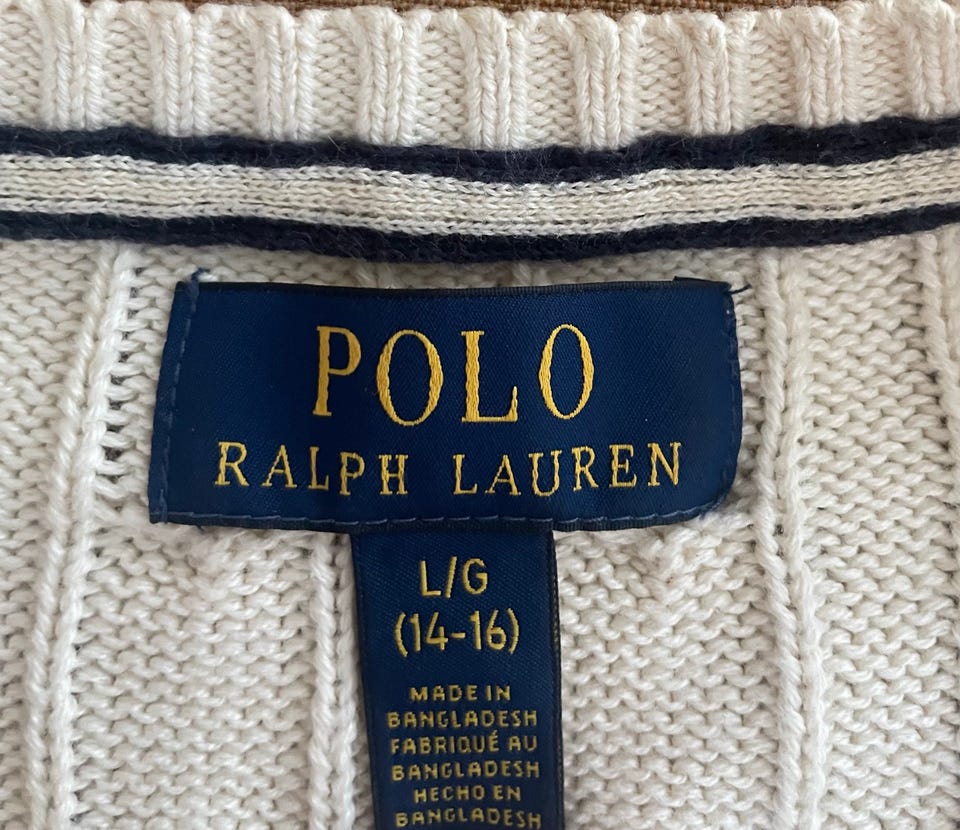 POLO
RALPH LAUREN
L/G
(14-16)
MADE IN
BANGLADESH
FABRIQUÉ AU
BANGLADESH
HECHO EN
BANGLADESH